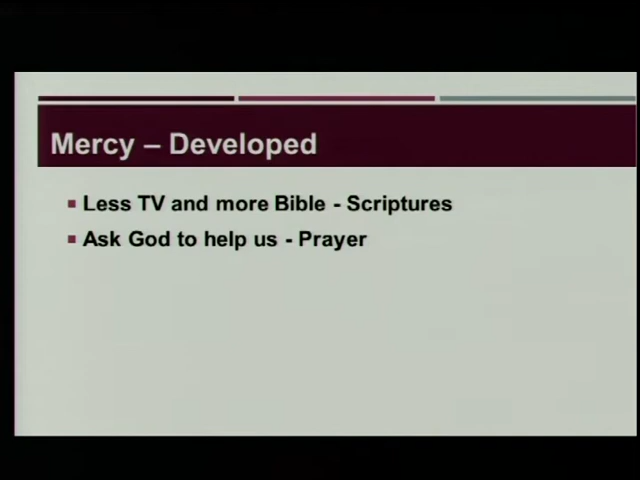 Mercy – Developed
Less TV and more Bible - Scriptures
Ask God to help us - Prayer